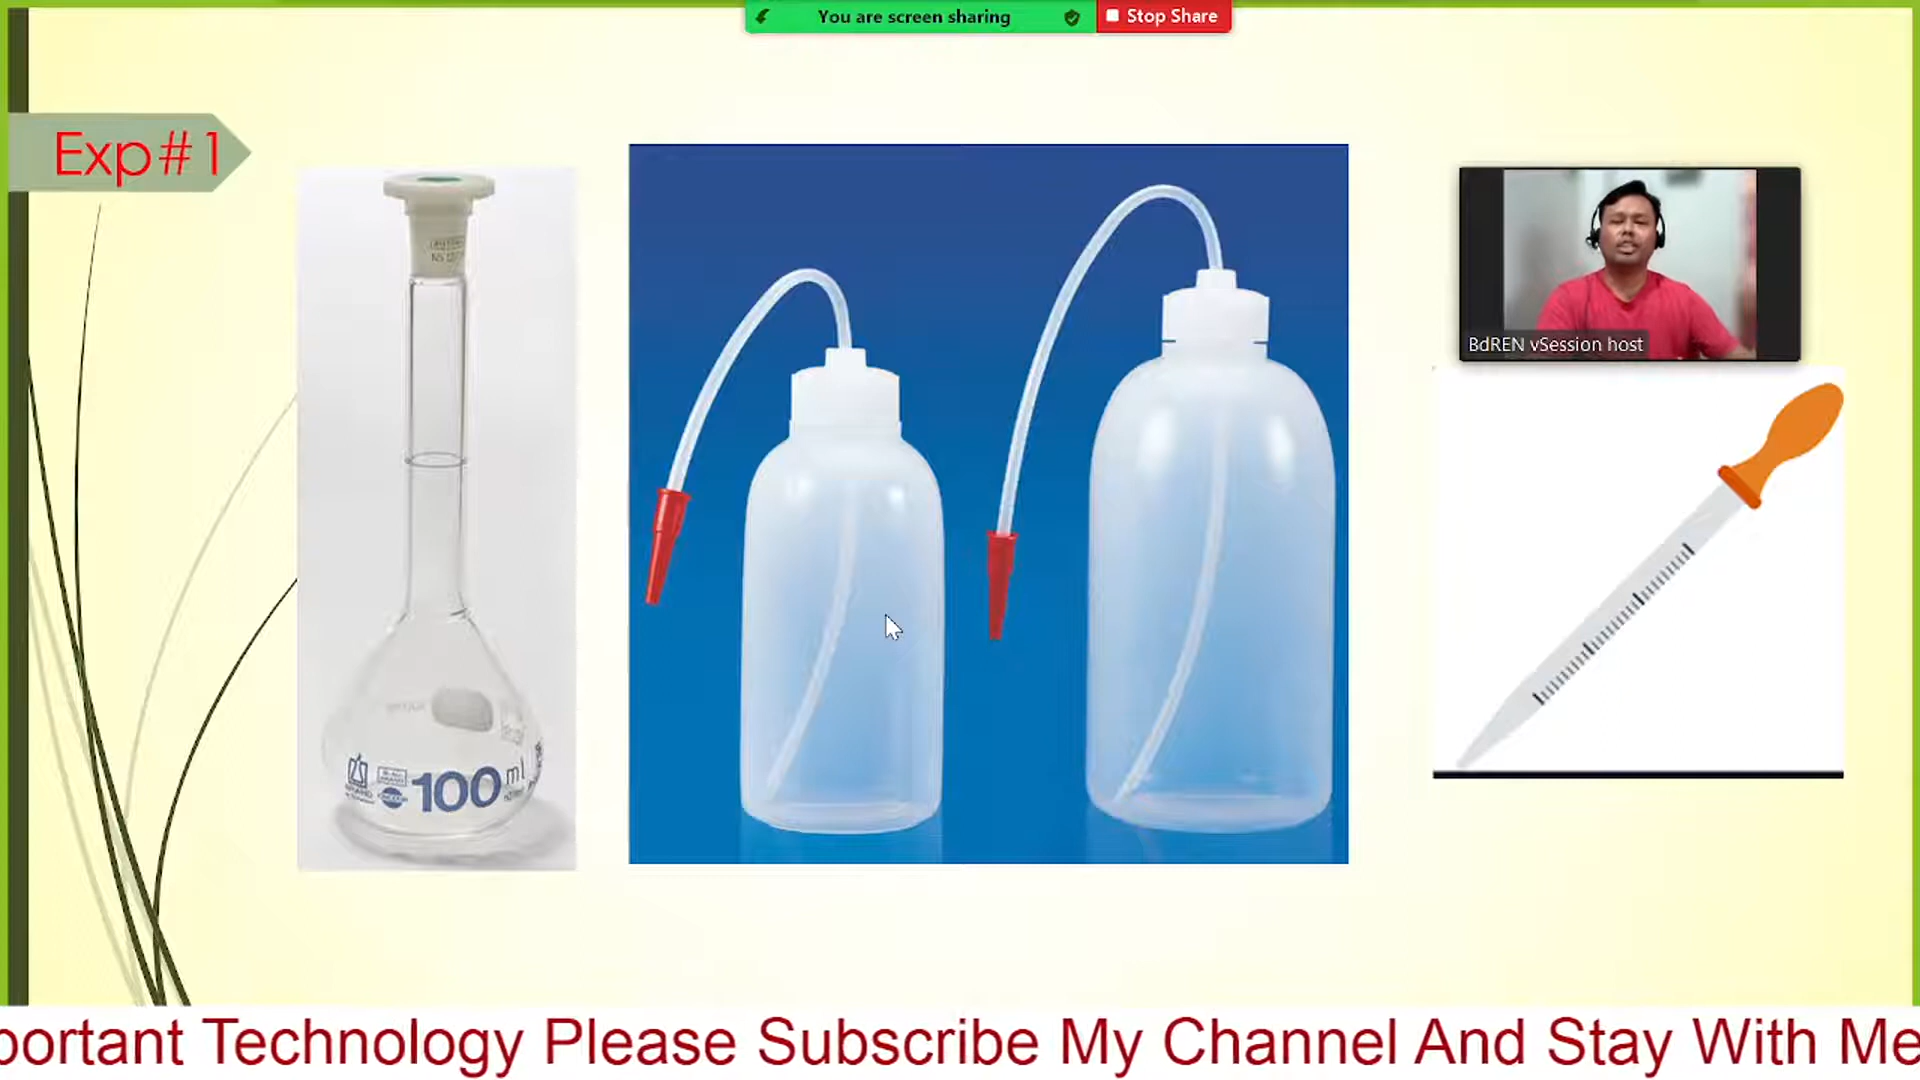 You are screen sharing
Stop Share
Exp#1
BdREN vSession host
100 ml
portant Technology Please Subscribe My Channel And Stay With Me